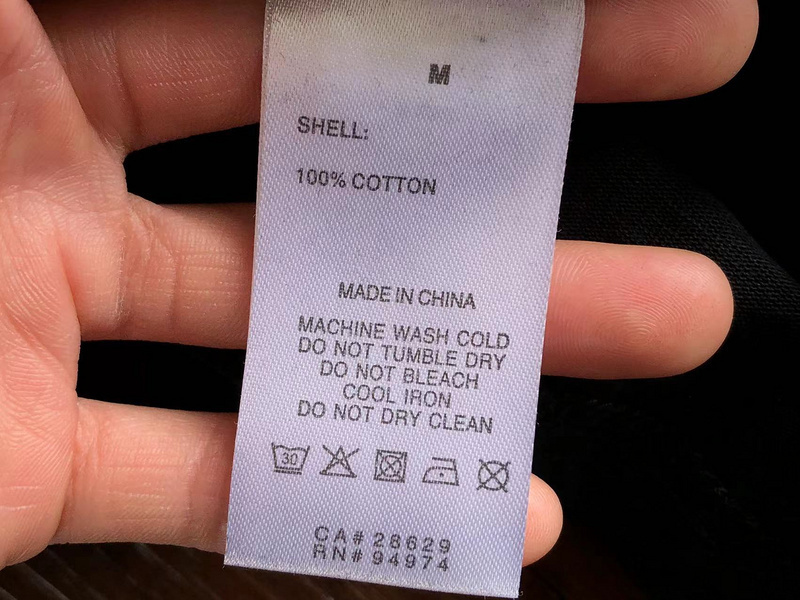 M
SHELL:
100% COTTON
MADE IN CHINA
MACHINE WASH COLD
DO NOT TUMBLE DRY
DO NOT BLEACH
COOL IRON
DO NOT DRY CLEAN
30
CA# 28629
RN# 94974